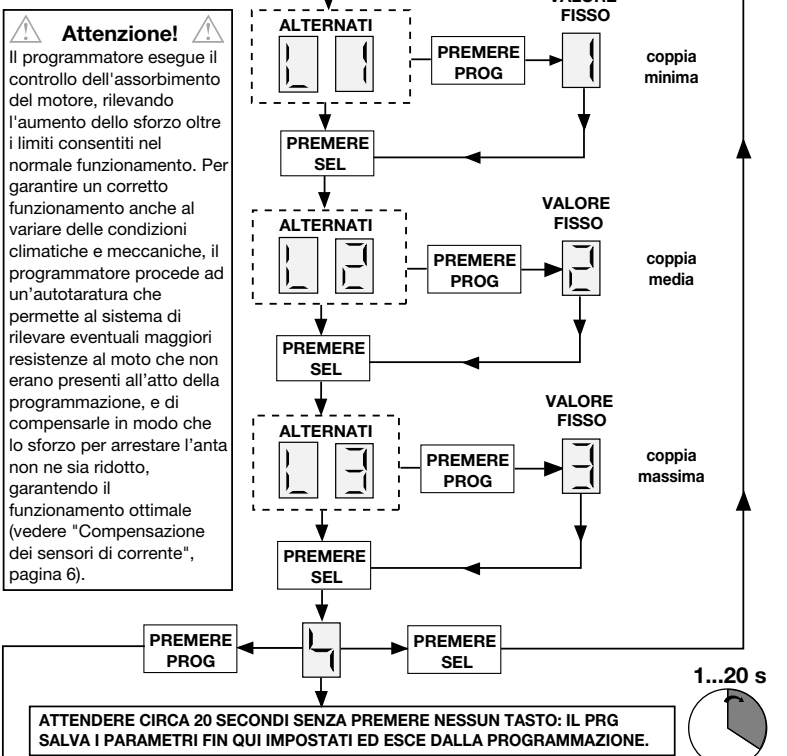 Attenzione!
Il programmatore esegue il
controllo dell'assorbimento
del motore, rilevando
l'aumento dello sforzo oltre
i limiti consentiti nel
normale funzionamento. Per
garantire un corretto
funzionamento anche al
variare delle condizioni
climatiche e meccaniche, il
programmatore procede ad
un'autotaratura che
permette al sistema di
rilevare eventuali maggiori
resistenze al moto che non
erano presenti all'atto della
programmazione, e di
compensarle in modo che
lo sforzo per arrestare l'anta
non ne sia ridotto,
garantendo il
funzionamento ottimale
(vedere "Compensazione
dei sensori di corrente",
pagina 6).
VALORE
FISSO
ALTERNATI
L 1
PREMERE
PROG
1
coppia
minima
PREMERE
SEL
VALORE
FISSO
ALTERNATI
L 2
PREMERE
PROG
2
coppia
media
PREMERE
SEL
VALORE
FISSO
ALTERNATI
L 3
PREMERE
PROG
3
coppia
massima
PREMERE
SEL
PREMERE
PROG
4
PREMERE
SEL
1...20 s
ATTENDERE CIRCA 20 SECONDI SENZA PREMERE NESSUN TASTO: IL PRG
SALVA I PARAMETRI FIN QUI IMPOSTATI ED ESCE DALLA PROGRAMMAZIONE.